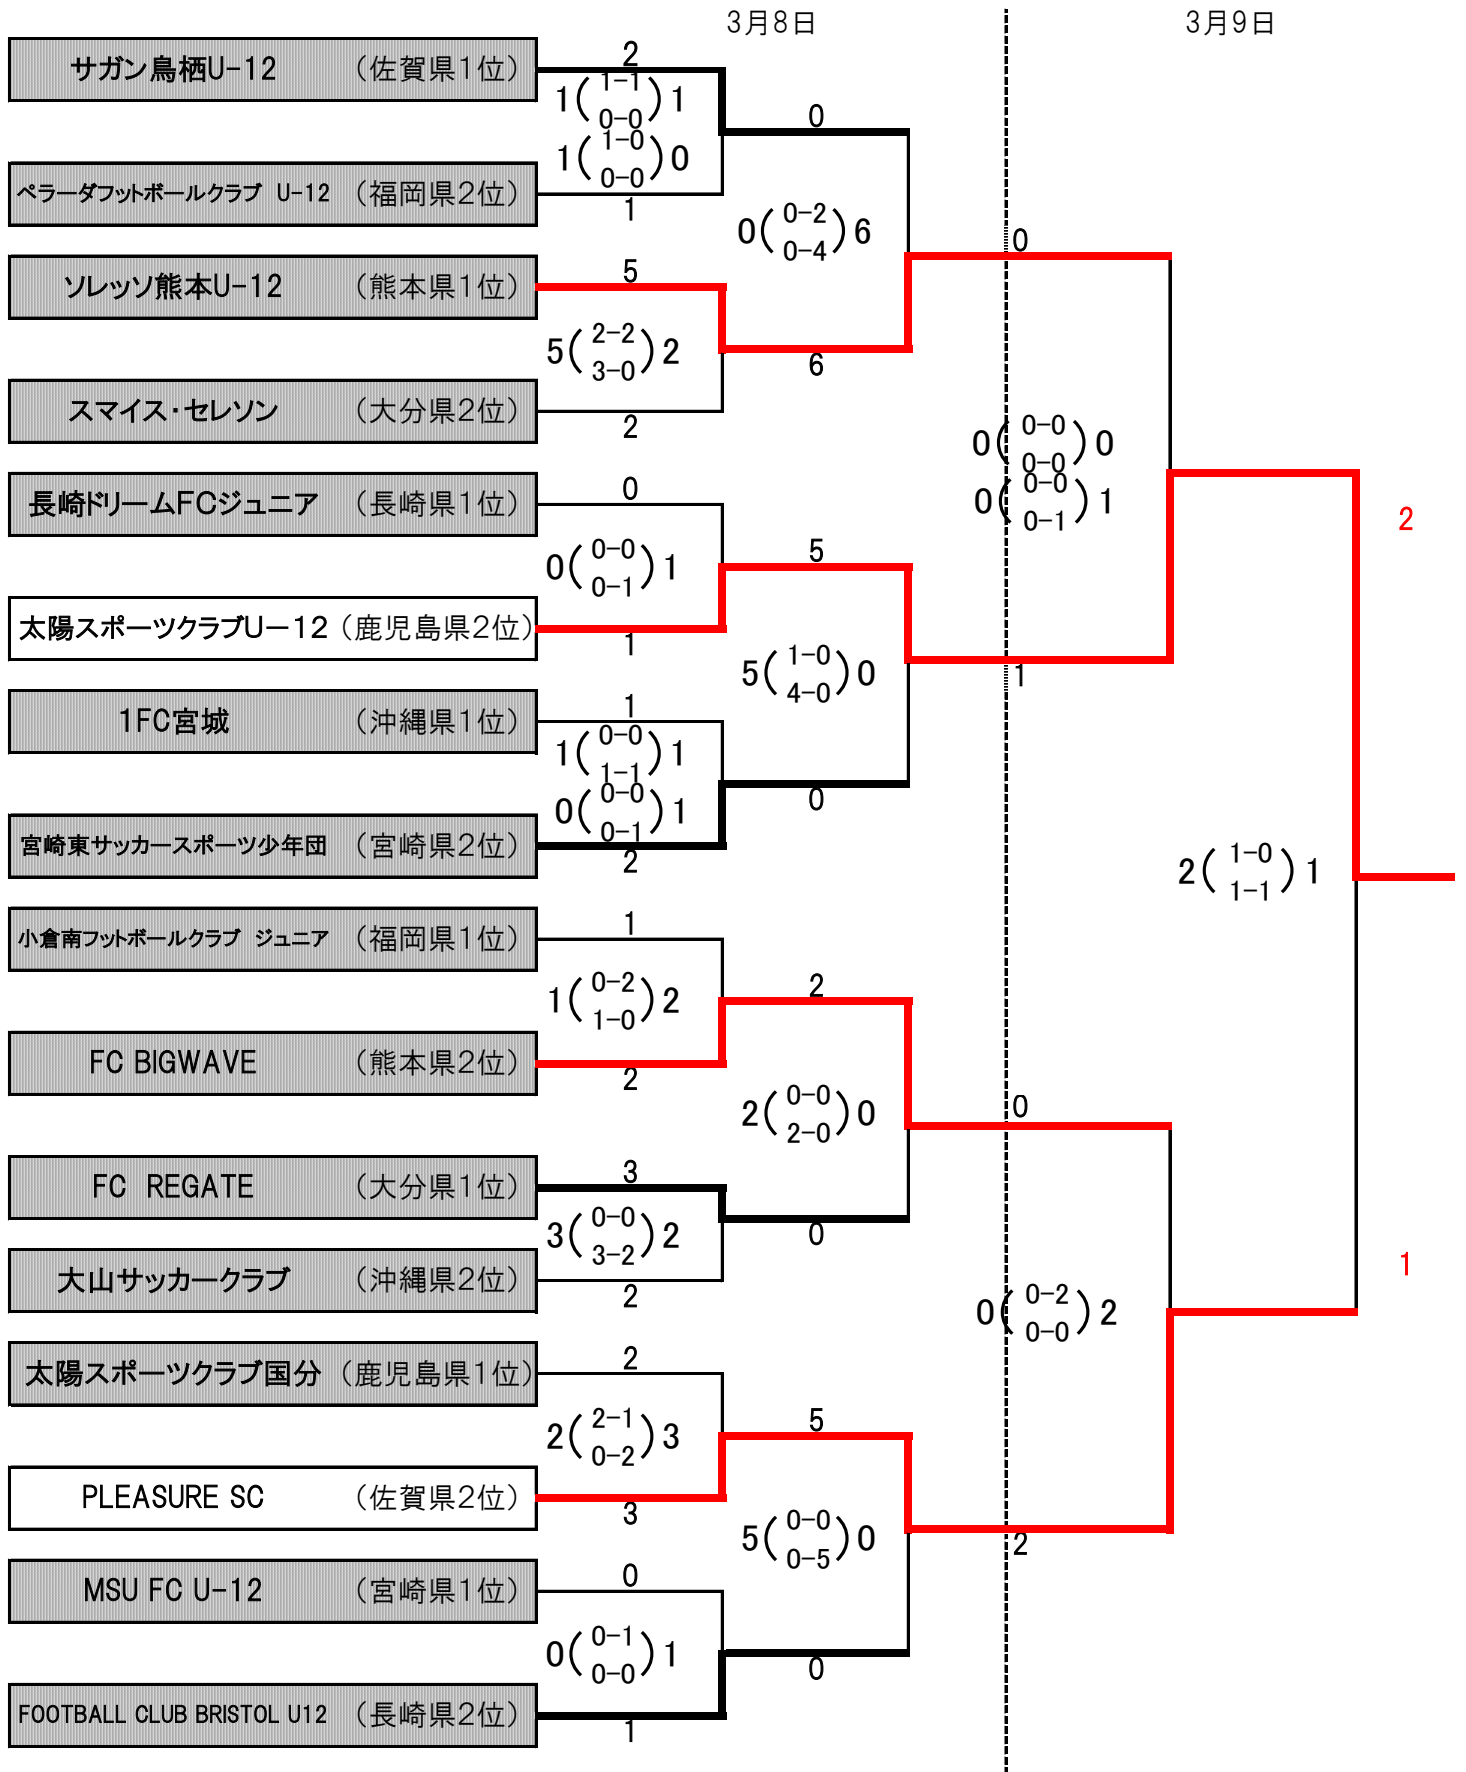 3月8日
3月9日
サガン鳥栖U-12 （佐賀県1位）
2
1(1-1 0-0)1
1(1-0 0-0)0
0
ペラーダフットボールクラブ U-12 （福岡県2位）
1
0(0-2 0-4)6
0
ソレッソ熊本U-12 （熊本県1位）
5
5(2-2 3-0)2
6
スマイス・セレソン （大分県2位）
2
0(0-0 0-0)0
0(0-0 0-1)1
長崎ドリームFCジュニア （長崎県1位）
0
2
0(0-0 0-1)1
5
太陽スポーツクラブU－12 （鹿児島県2位）
1
5(1-0 4-0)0
1
1FC宮城 （沖縄県1位）
1
1(0-0 1-1)1
0(0-0 0-1)1
0
宮崎東サッカースポーツ少年団 （宮崎県2位）
2
2(1-0 1-1)1
小倉南フットボールクラブ ジュニア （福岡県1位）
1
1(0-2 1-0)2
2
FC BIGWAVE （熊本県2位）
2
2(0-0 2-0)0
0
FC REGATE （大分県1位）
3
3(0-0 3-2)2
0
大山サッカークラブ （沖縄県2位）
2
1
0(0-2 0-0)2
太陽スポーツクラブ国分 （鹿児島県1位）
2
2(2-1 0-2)3
5
PLEASURE SC （佐賀県2位）
3
5(0-0 0-5)0
2
MSU FC U-12 （宮崎県1位）
0
0(0-1 0-0)1
0
FOOTBALL CLUB BRISTOL U12 （長崎県2位）
1